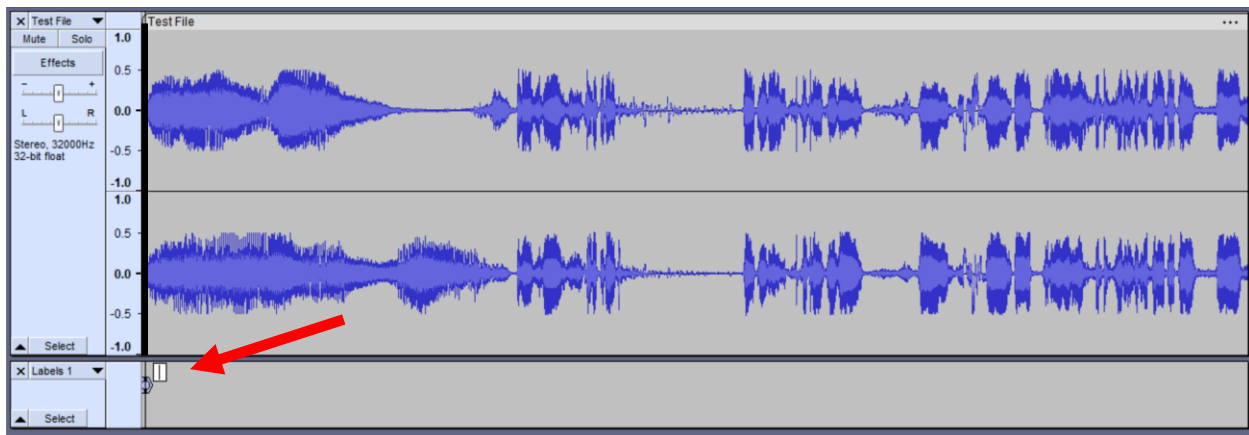 Test File
Test File
...
Mute Solo
Effects
- +
L R
Stereo, 32000Hz
32-bit float
Select
1.0
0.5
0.0
-0.5
-1.0
1.0
0.5
0.0
-0.5
-1.0
Labels 1
Select